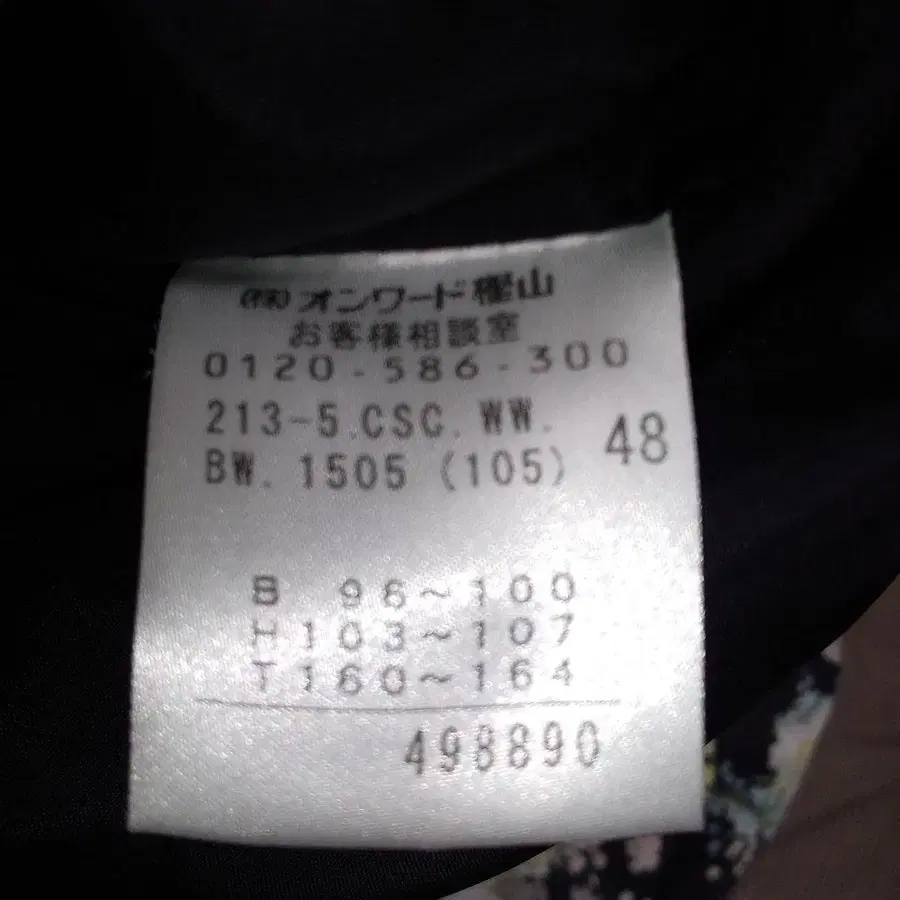 (株)オンワード樫山
お客様相談室
0120-586-300
213-5.CSC.WW.
BW. 1505 (105) 48
B 96~100
H103~107
T160~164
498890